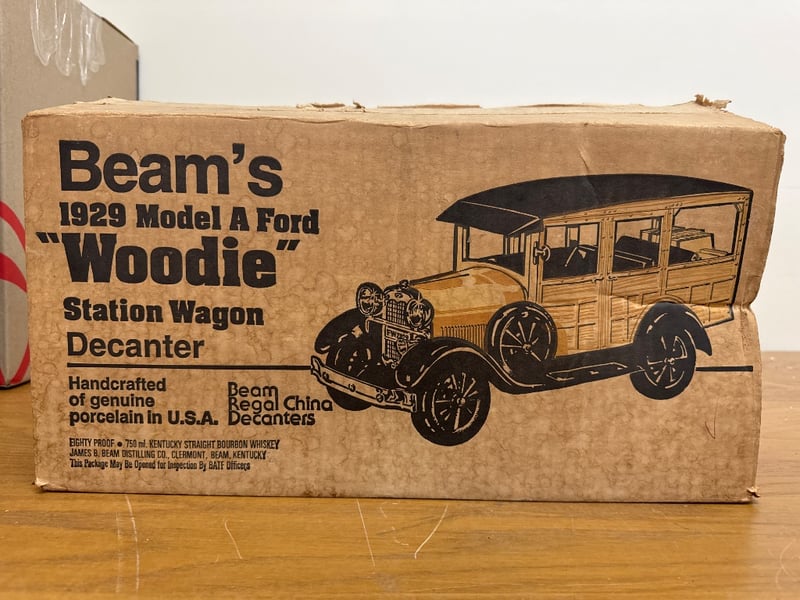 Beam's
1929 Model A Ford
"Woodie"
Station Wagon
Decanter
Handcrafted
of genuine
porcelain in U.S.A.
Beam
Regal China
Decanters
EIGHTY PROOF • 750 ml. KENTUCKY STRAIGHT BOURBON WHISKEY
JAMES B. BEAM DISTILLING CO., CLERMONT, BEAM, KENTUCKY
This Package May Be Opened for Inspection By BATF Officers